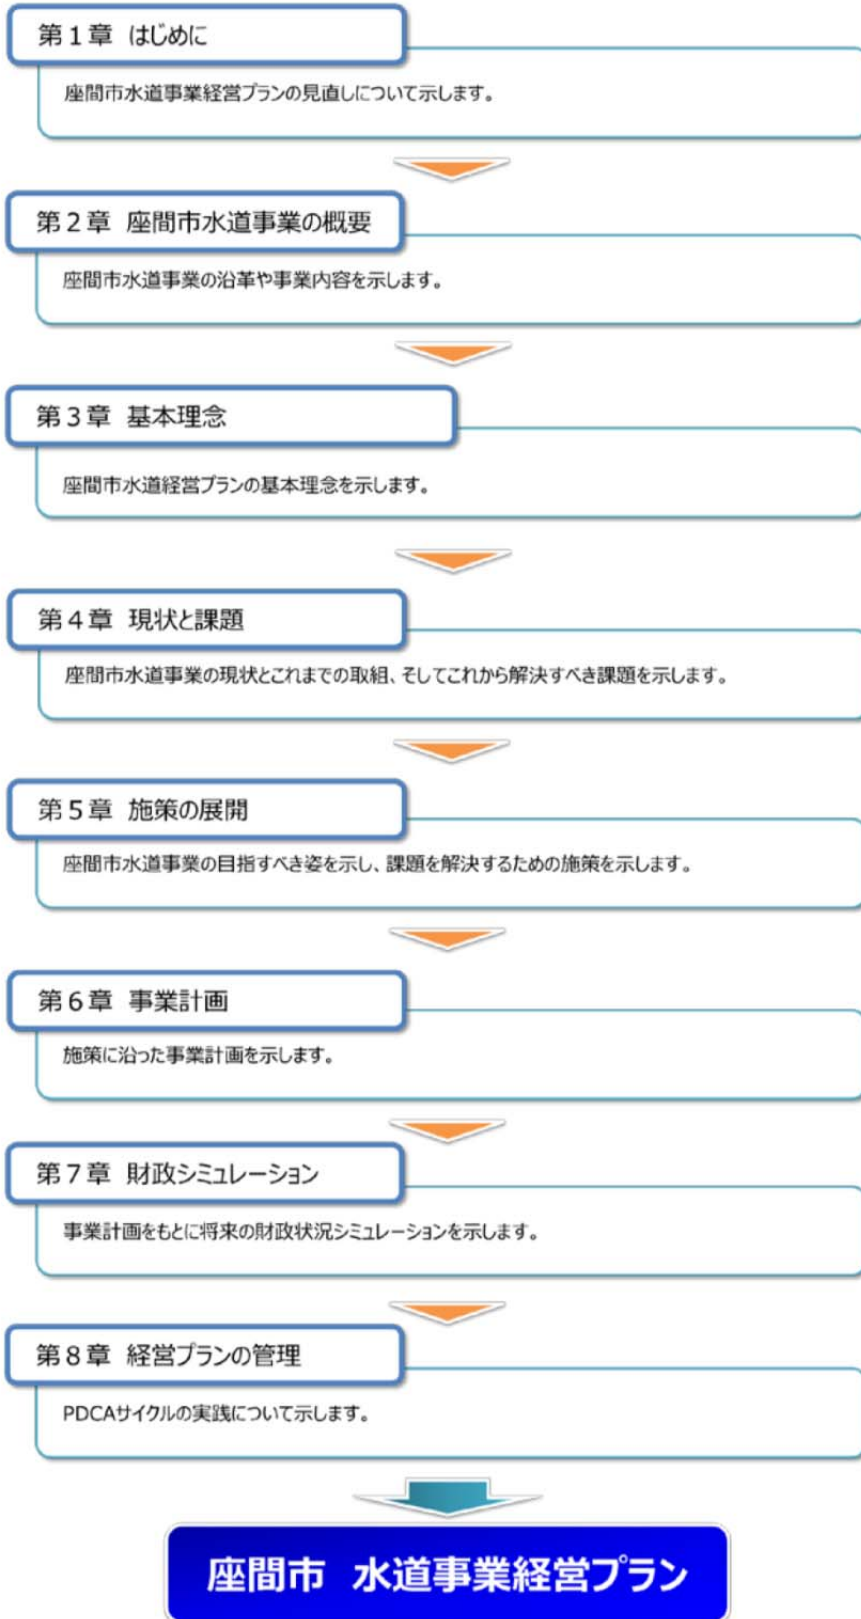 第1章 はじめに
座間市水道事業経営プランの見直しについて示します。
第2章 座間市水道事業の概要
座間市水道事業の沿革や事業内容を示します。
第3章 基本理念
座間市水道経営プランの基本理念を示します。
第4章 現状と課題
座間市水道事業の現状とこれまでの取組、そしてこれから解決すべき課題を示します。
第5章 施策の展開
座間市水道事業の目指すべき姿を示し、課題を解決するための施策を示します。
第6章 事業計画
施策に沿った事業計画を示します。
第7章 財政シミュレーション
事業計画をもとに将来の財政状況シミュレーションを示します。
第8章 経営プランの管理
PDCAサイクルの実践について示します。
座間市 水道事業経営プラン